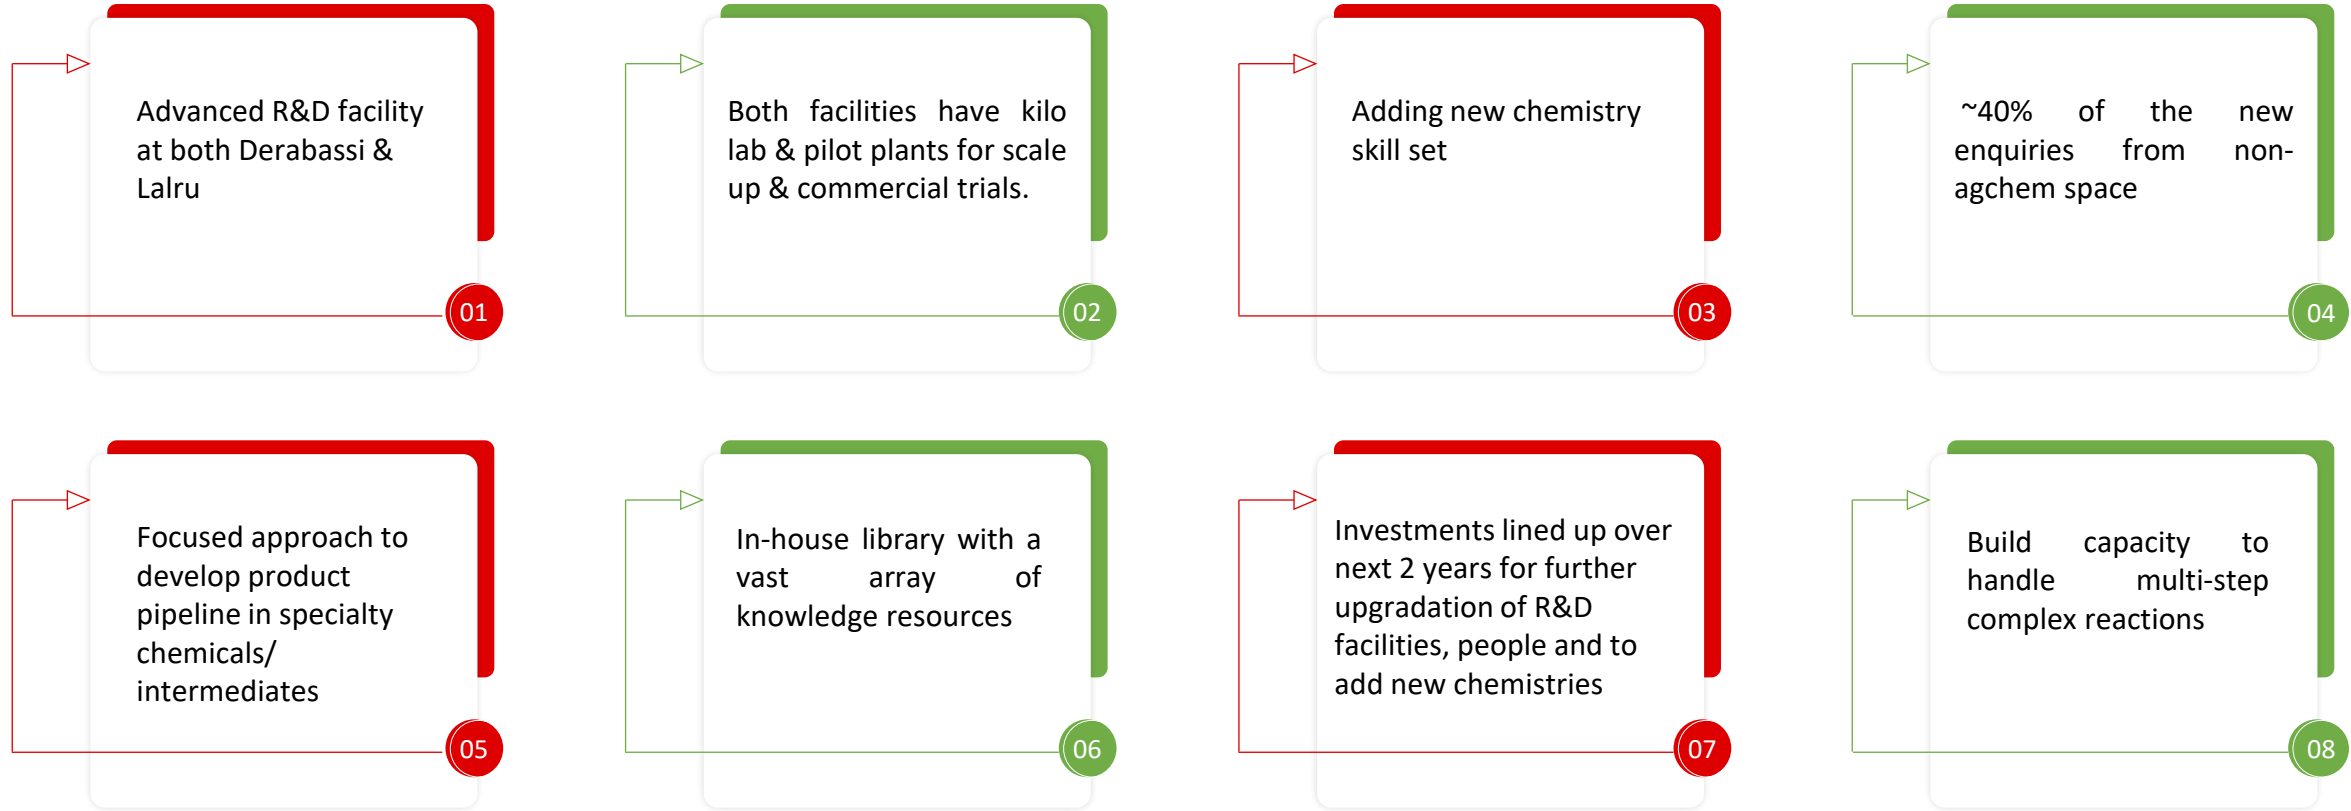 Advanced R&D facility
at both Derabassi &
Lalru
01
Both facilities have kilo
lab & pilot plants for scale
up & commercial trials.
02
Adding new chemistry
skill set
03
~40% of the new
enquiries from non-
agchem space
04
Focused approach to
develop product
pipeline in specialty
chemicals/
intermediates
05
In-house library with a
vast array of
knowledge resources
06
Investments lined up over
next 2 years for further
upgradation of R&D
facilities, people and to
add new chemistries
07
Build capacity to
handle multi-step
complex reactions
08